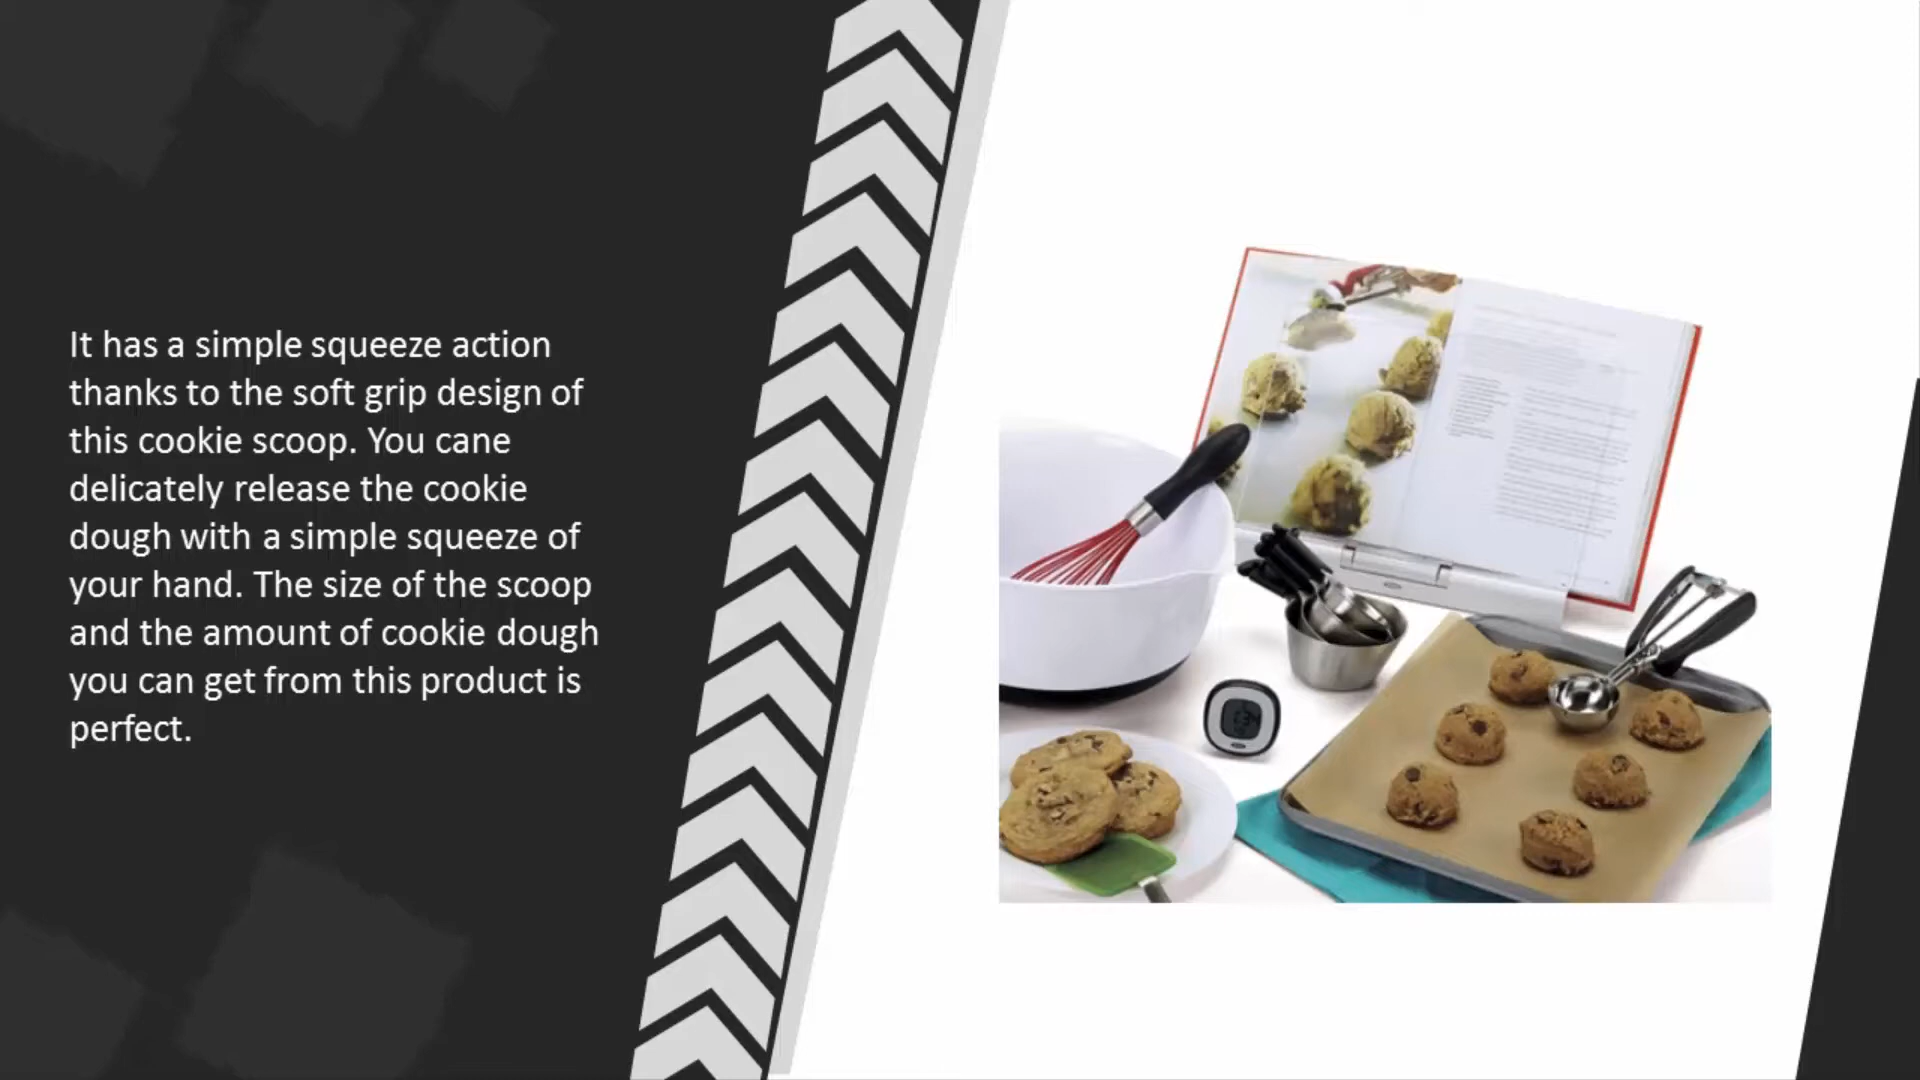 It has a simple squeeze action
thanks to the soft grip design of
this cookie scoop. You cane
delicately release the cookie
dough with a simple squeeze of
your hand. The size of the scoop
and the amount of cookie dough
you can get from this product is
perfect.